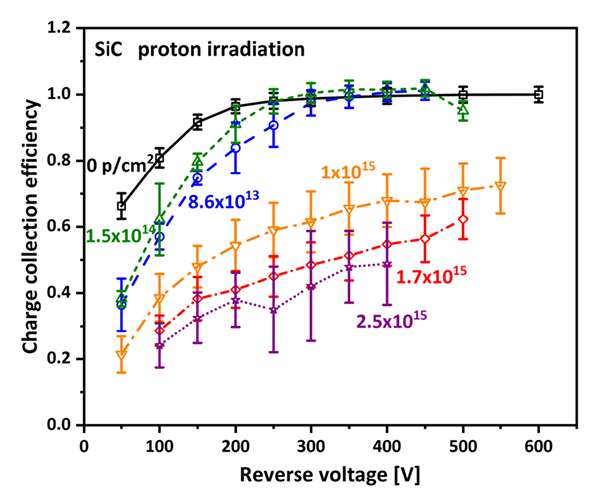 SiC proton irradiation
1.2
1.0
0.8
0.6
0.4
0.2
0.0
Charge collection efficiency
0 p/cm²
1.5x10¹⁴
8.6x10¹³
1x10¹⁵
1.7x10¹⁵
2.5x10¹⁵
0 100 200 300 400 500 600
Reverse voltage [V]